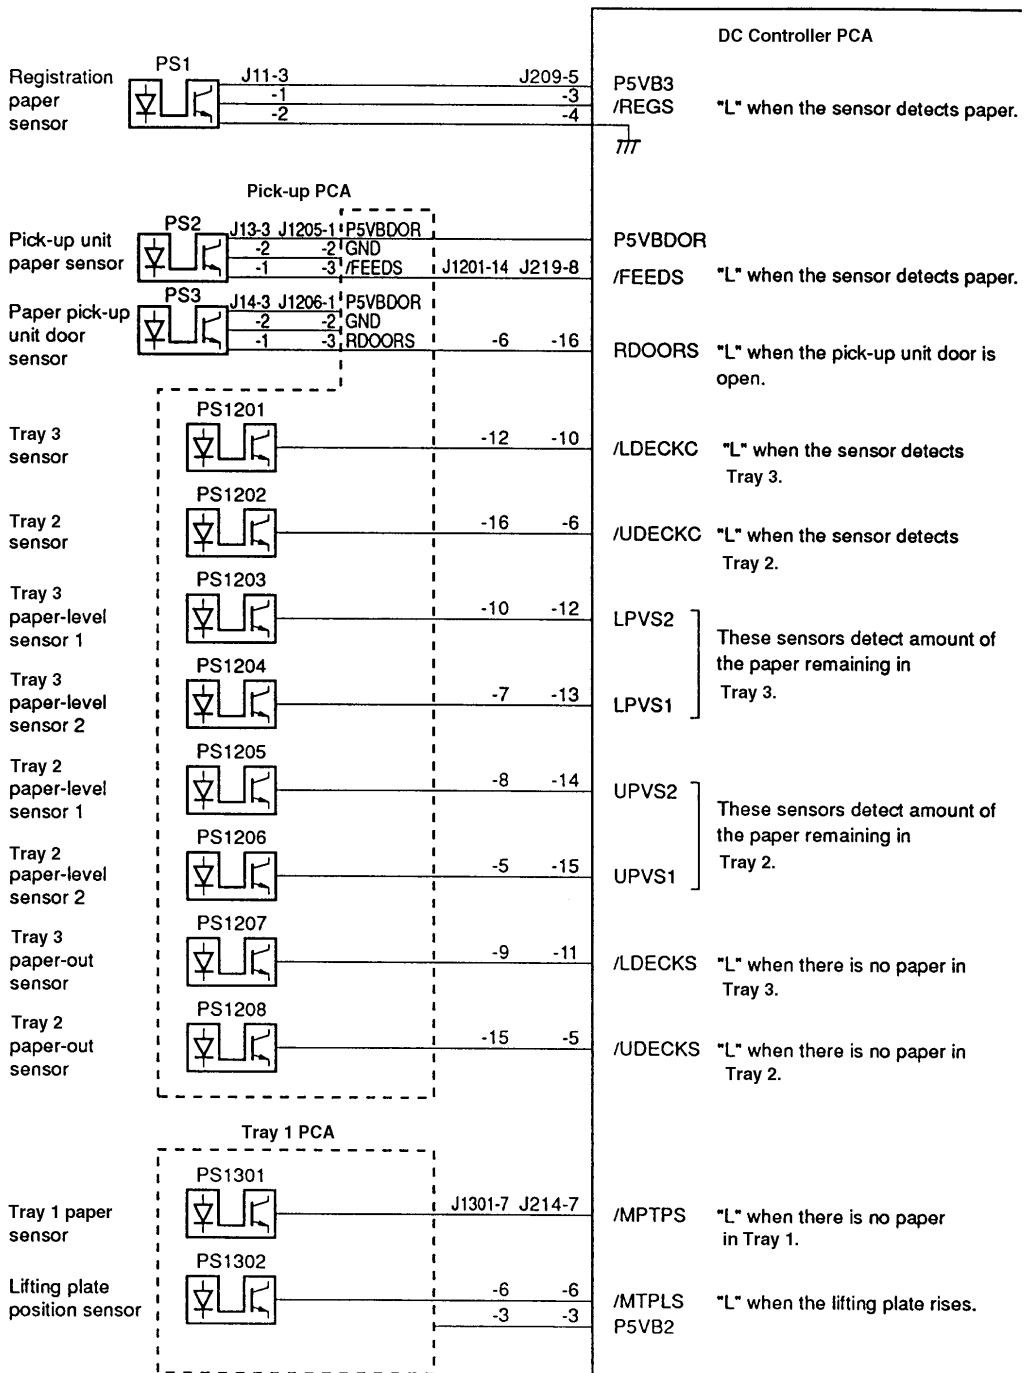 DC Controller PCA
Registration
paper
sensor
PS1
J11-3
-1
-2
J209-5
-3
-4
P5VB3
/REGS
"L" when the sensor detects paper.
Pick-up PCA
Pick-up unit
paper sensor
PS2
J13-3 J1205-1 P5VBDOR
-2 -2 GND
-1 -3 /FEEDS
J1201-14 J219-8
P5VBDOR
/FEEDS
"L" when the sensor detects paper.
Paper pick-up
unit door
sensor
PS3
J14-3 J1206-1 P5VBDOR
-2 -2 GND
-1 -3 RDOORS
-6 -16
RDOORS
"L" when the pick-up unit door is
open.
Tray 3
sensor
PS1201
-12 -10
/LDECKC
"L" when the sensor detects
Tray 3.
Tray 2
sensor
PS1202
-16 -6
/UDECKC
"L" when the sensor detects
Tray 2.
Tray 3
paper-level
sensor 1
PS1203
-10 -12
LPVS2
Tray 3
paper-level
sensor 2
PS1204
-7 -13
LPVS1
These sensors detect amount of
the paper remaining in
Tray 3.
Tray 2
paper-level
sensor 1
PS1205
-8 -14
UPVS2
Tray 2
paper-level
sensor 2
PS1206
-5 -15
UPVS1
These sensors detect amount of
the paper remaining in
Tray 2.
Tray 3
paper-out
sensor
PS1207
-9 -11
/LDECKS
"L" when there is no paper in
Tray 3.
Tray 2
paper-out
sensor
PS1208
-15 -5
/UDECKS
"L" when there is no paper in
Tray 2.
Tray 1 PCA
Tray 1 paper
sensor
PS1301
J1301-7 J214-7
/MPTPS
"L" when there is no paper
in Tray 1.
Lifting plate
position sensor
PS1302
-6 -6
-3 -3
/MTPLS
P5VB2
"L" when the lifting plate rises.